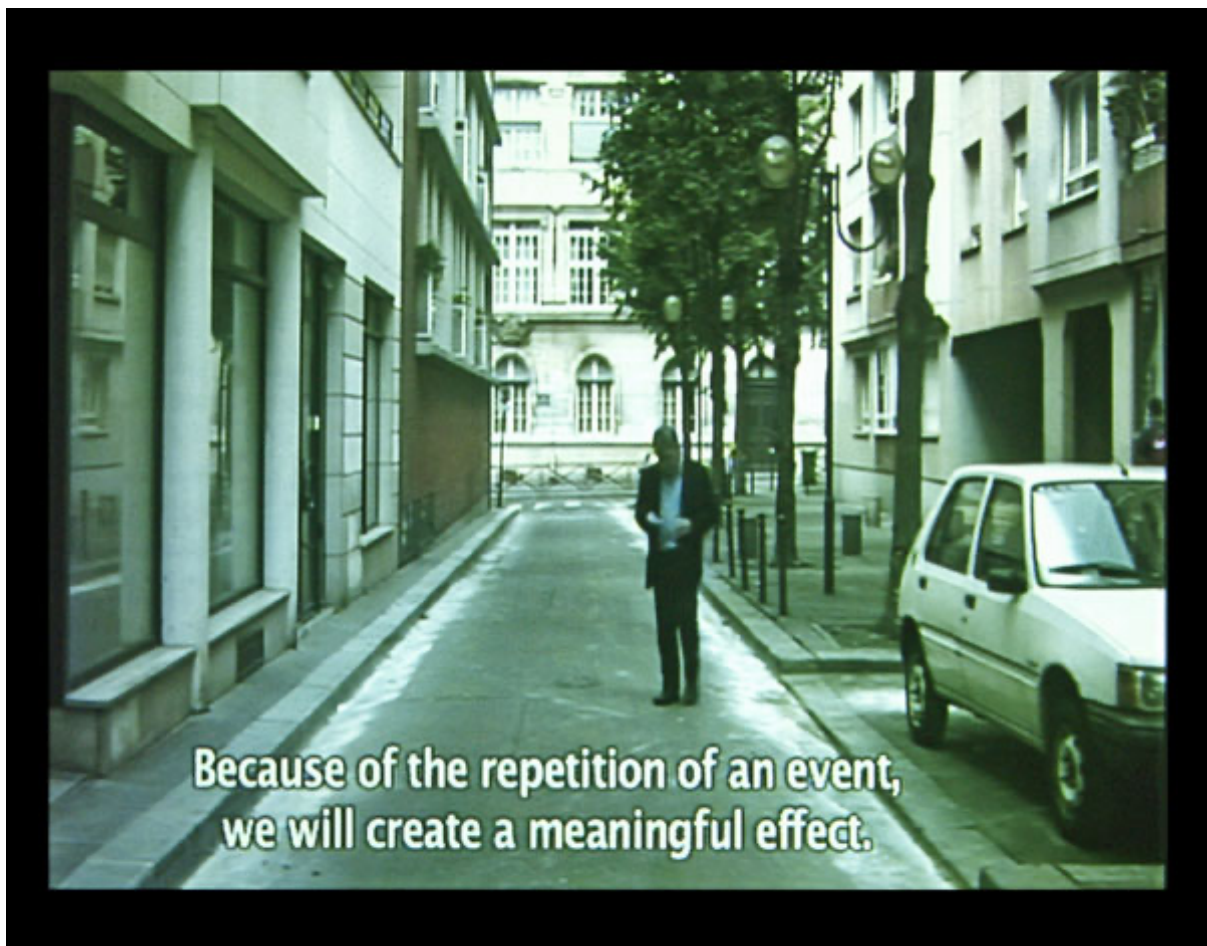 Because of the repetition of an event,
we will create a meaningful effect.